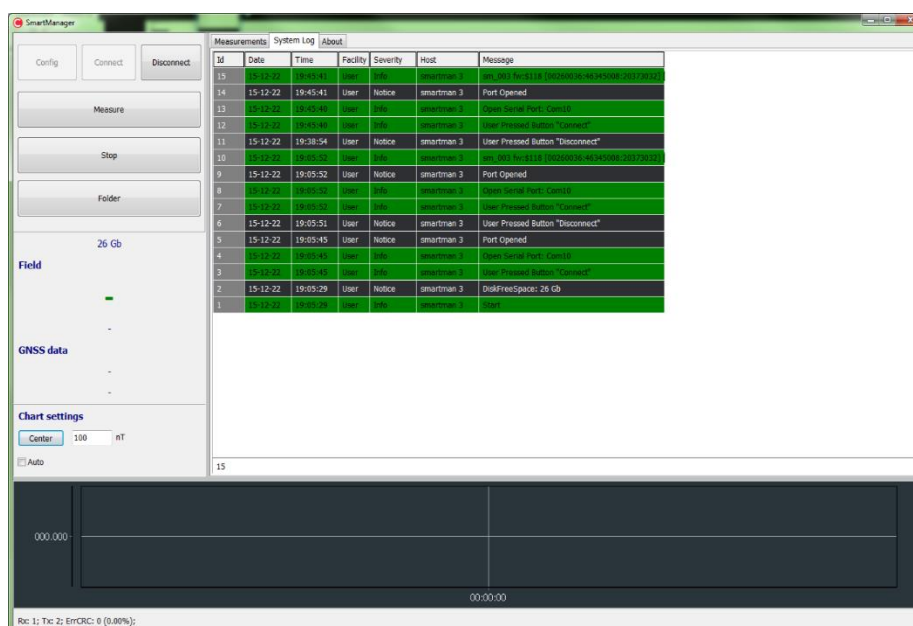 SmartManager
Config Connect Disconnect
Measure
Stop
Folder
26 Gb
Field
-
-
GNSS data
-
-
Chart settings
Center 100 nT
Auto
Measurements System Log About
Id Date Time Facility Severity Host Message
15 15-12-22 19:45:41 User Info smartman 3 sm_003 fw:$118 [00260036:46345008:20373032]
14 15-12-22 19:45:41 User Notice smartman 3 Port Opened
13 15-12-22 19:45:40 User Info smartman 3 Open Serial Port: Com10
12 15-12-22 19:45:40 User Info smartman 3 User Pressed Button "Connect"
11 15-12-22 19:38:54 User Notice smartman 3 User Pressed Button "Disconnect"
10 15-12-22 19:05:52 User Info smartman 3 sm_003 fw:$118 [00260036:46345008:20373032]
9 15-12-22 19:05:52 User Notice smartman 3 Port Opened
8 15-12-22 19:05:52 User Info smartman 3 Open Serial Port: Com10
7 15-12-22 19:05:52 User Info smartman 3 User Pressed Button "Connect"
6 15-12-22 19:05:51 User Notice smartman 3 User Pressed Button "Disconnect"
5 15-12-22 19:05:45 User Notice smartman 3 Port Opened
4 15-12-22 19:05:45 User Info smartman 3 Open Serial Port: Com10
3 15-12-22 19:05:45 User Info smartman 3 User Pressed Button "Connect"
2 15-12-22 19:05:29 User Notice smartman 3 DiskFreeSpace: 26 Gb
1 15-12-22 19:05:29 User Info smartman 3 Start
15
000.000
00:00:00
Rx: 1; Tx: 2; ErrCRC: 0 (0.00%);